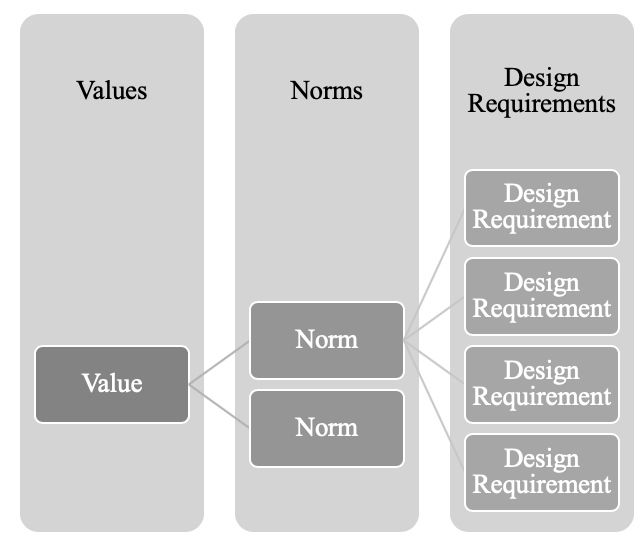 Values
Norms
Design
Requirements
Value
Norm
Norm
Design
Requirement
Design
Requirement
Design
Requirement
Design
Requirement